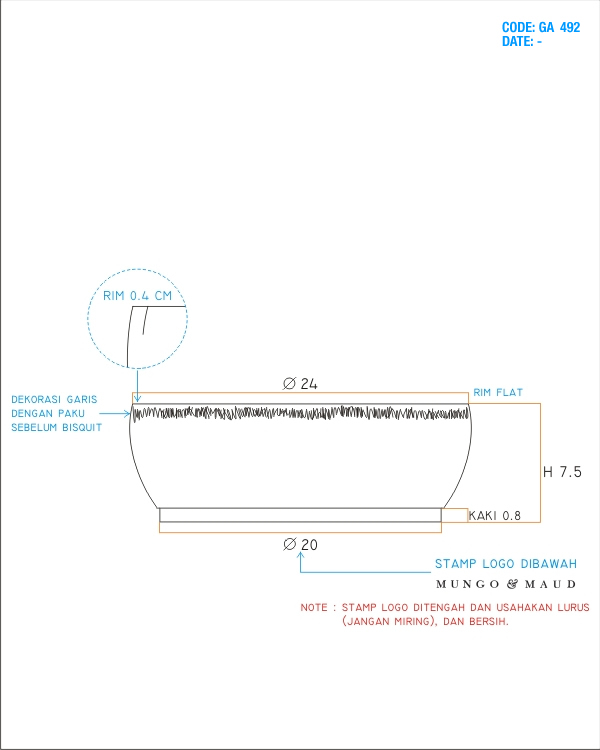 CODE: GA 492
DATE: -
RIM 0.4 CM
Ø 24
RIM FLAT
DEKORASI GARIS
DENGAN PAKU
SEBELUM BISQUIT
H 7.5
KAKI 0.8
Ø 20
STAMP LOGO DIBAWAH
MUNGO & MAUD
NOTE : STAMP LOGO DITENGAH DAN USAHAKAN LURUS
(JANGAN MIRING), DAN BERSIH.